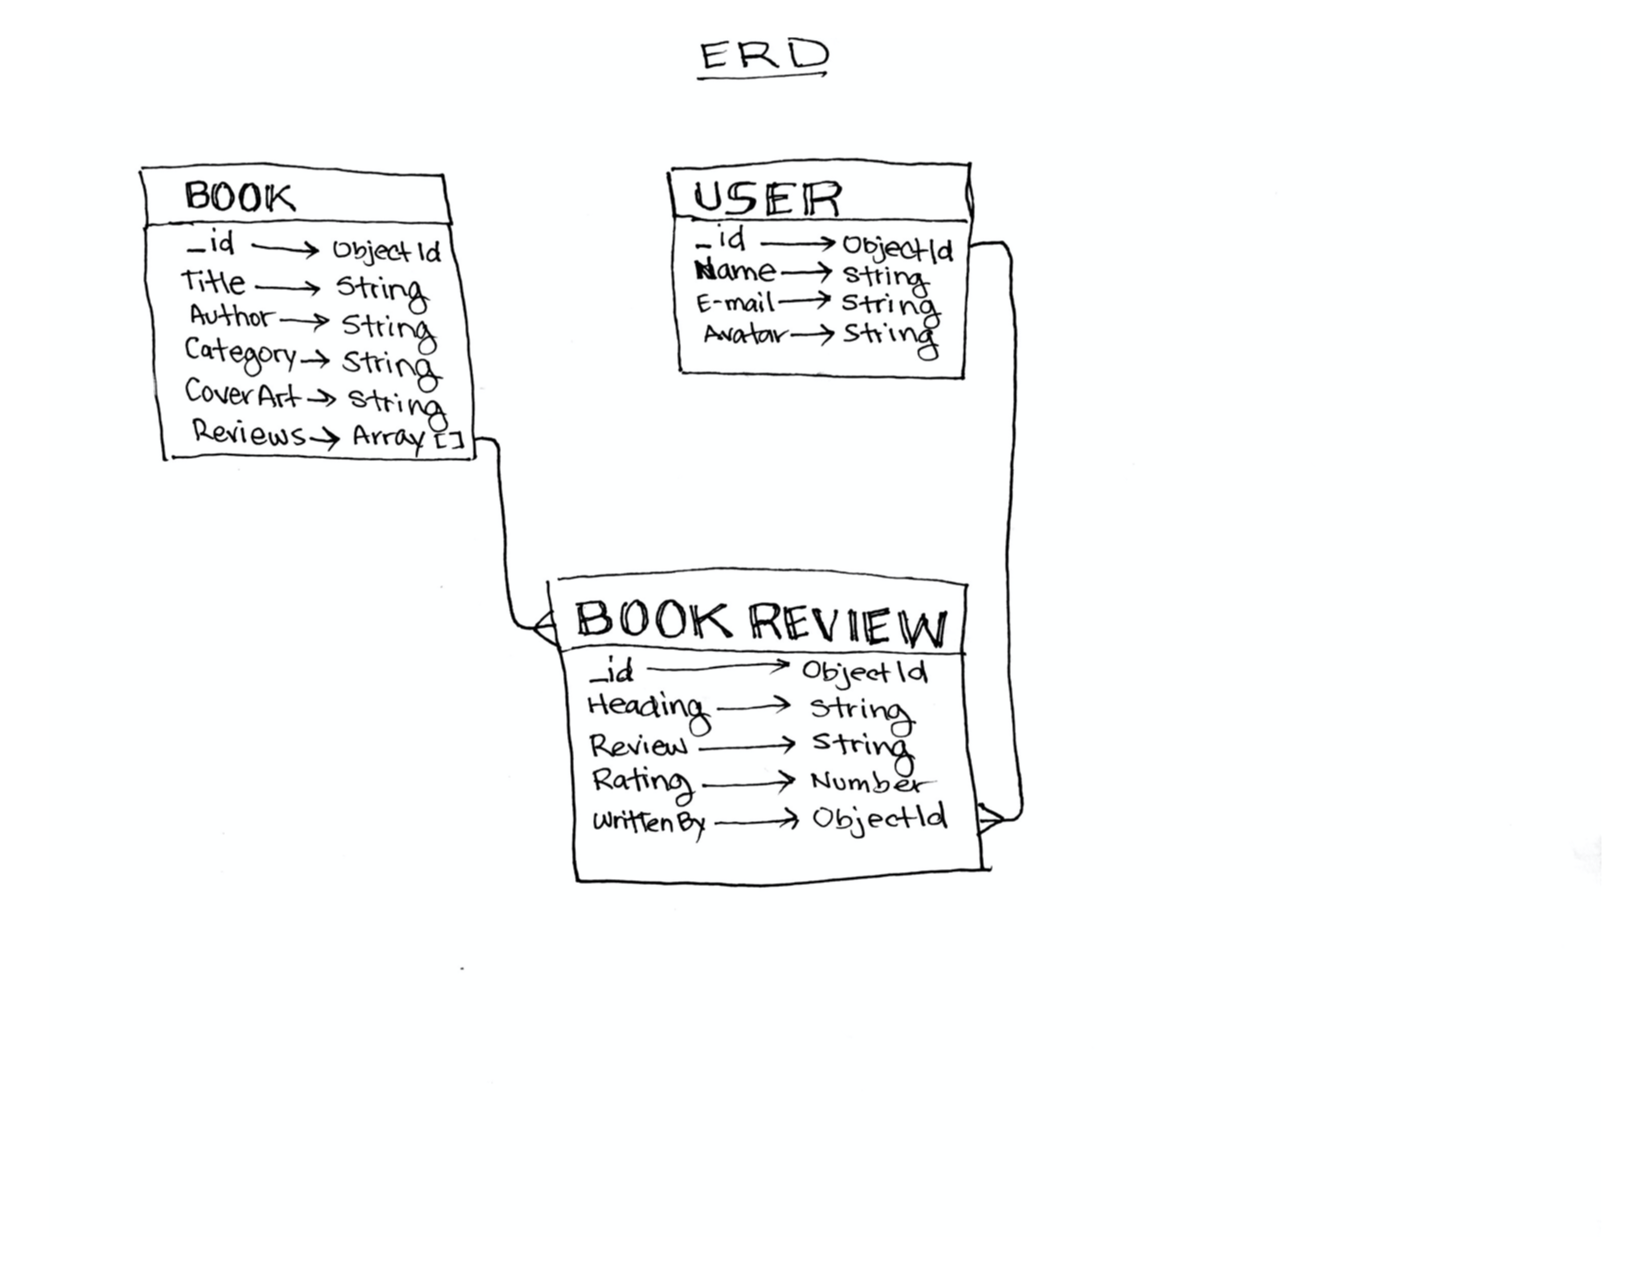 ERD
BOOK
_id → ObjectId
Title → String
Author → String
Category → String
CoverArt → String
Reviews → Array []
USER
_id → ObjectId
Name → String
E-mail → String
Avatar → String
BOOK REVIEW
_id → ObjectId
Heading → String
Review → String
Rating → Number
WrittenBy → ObjectId